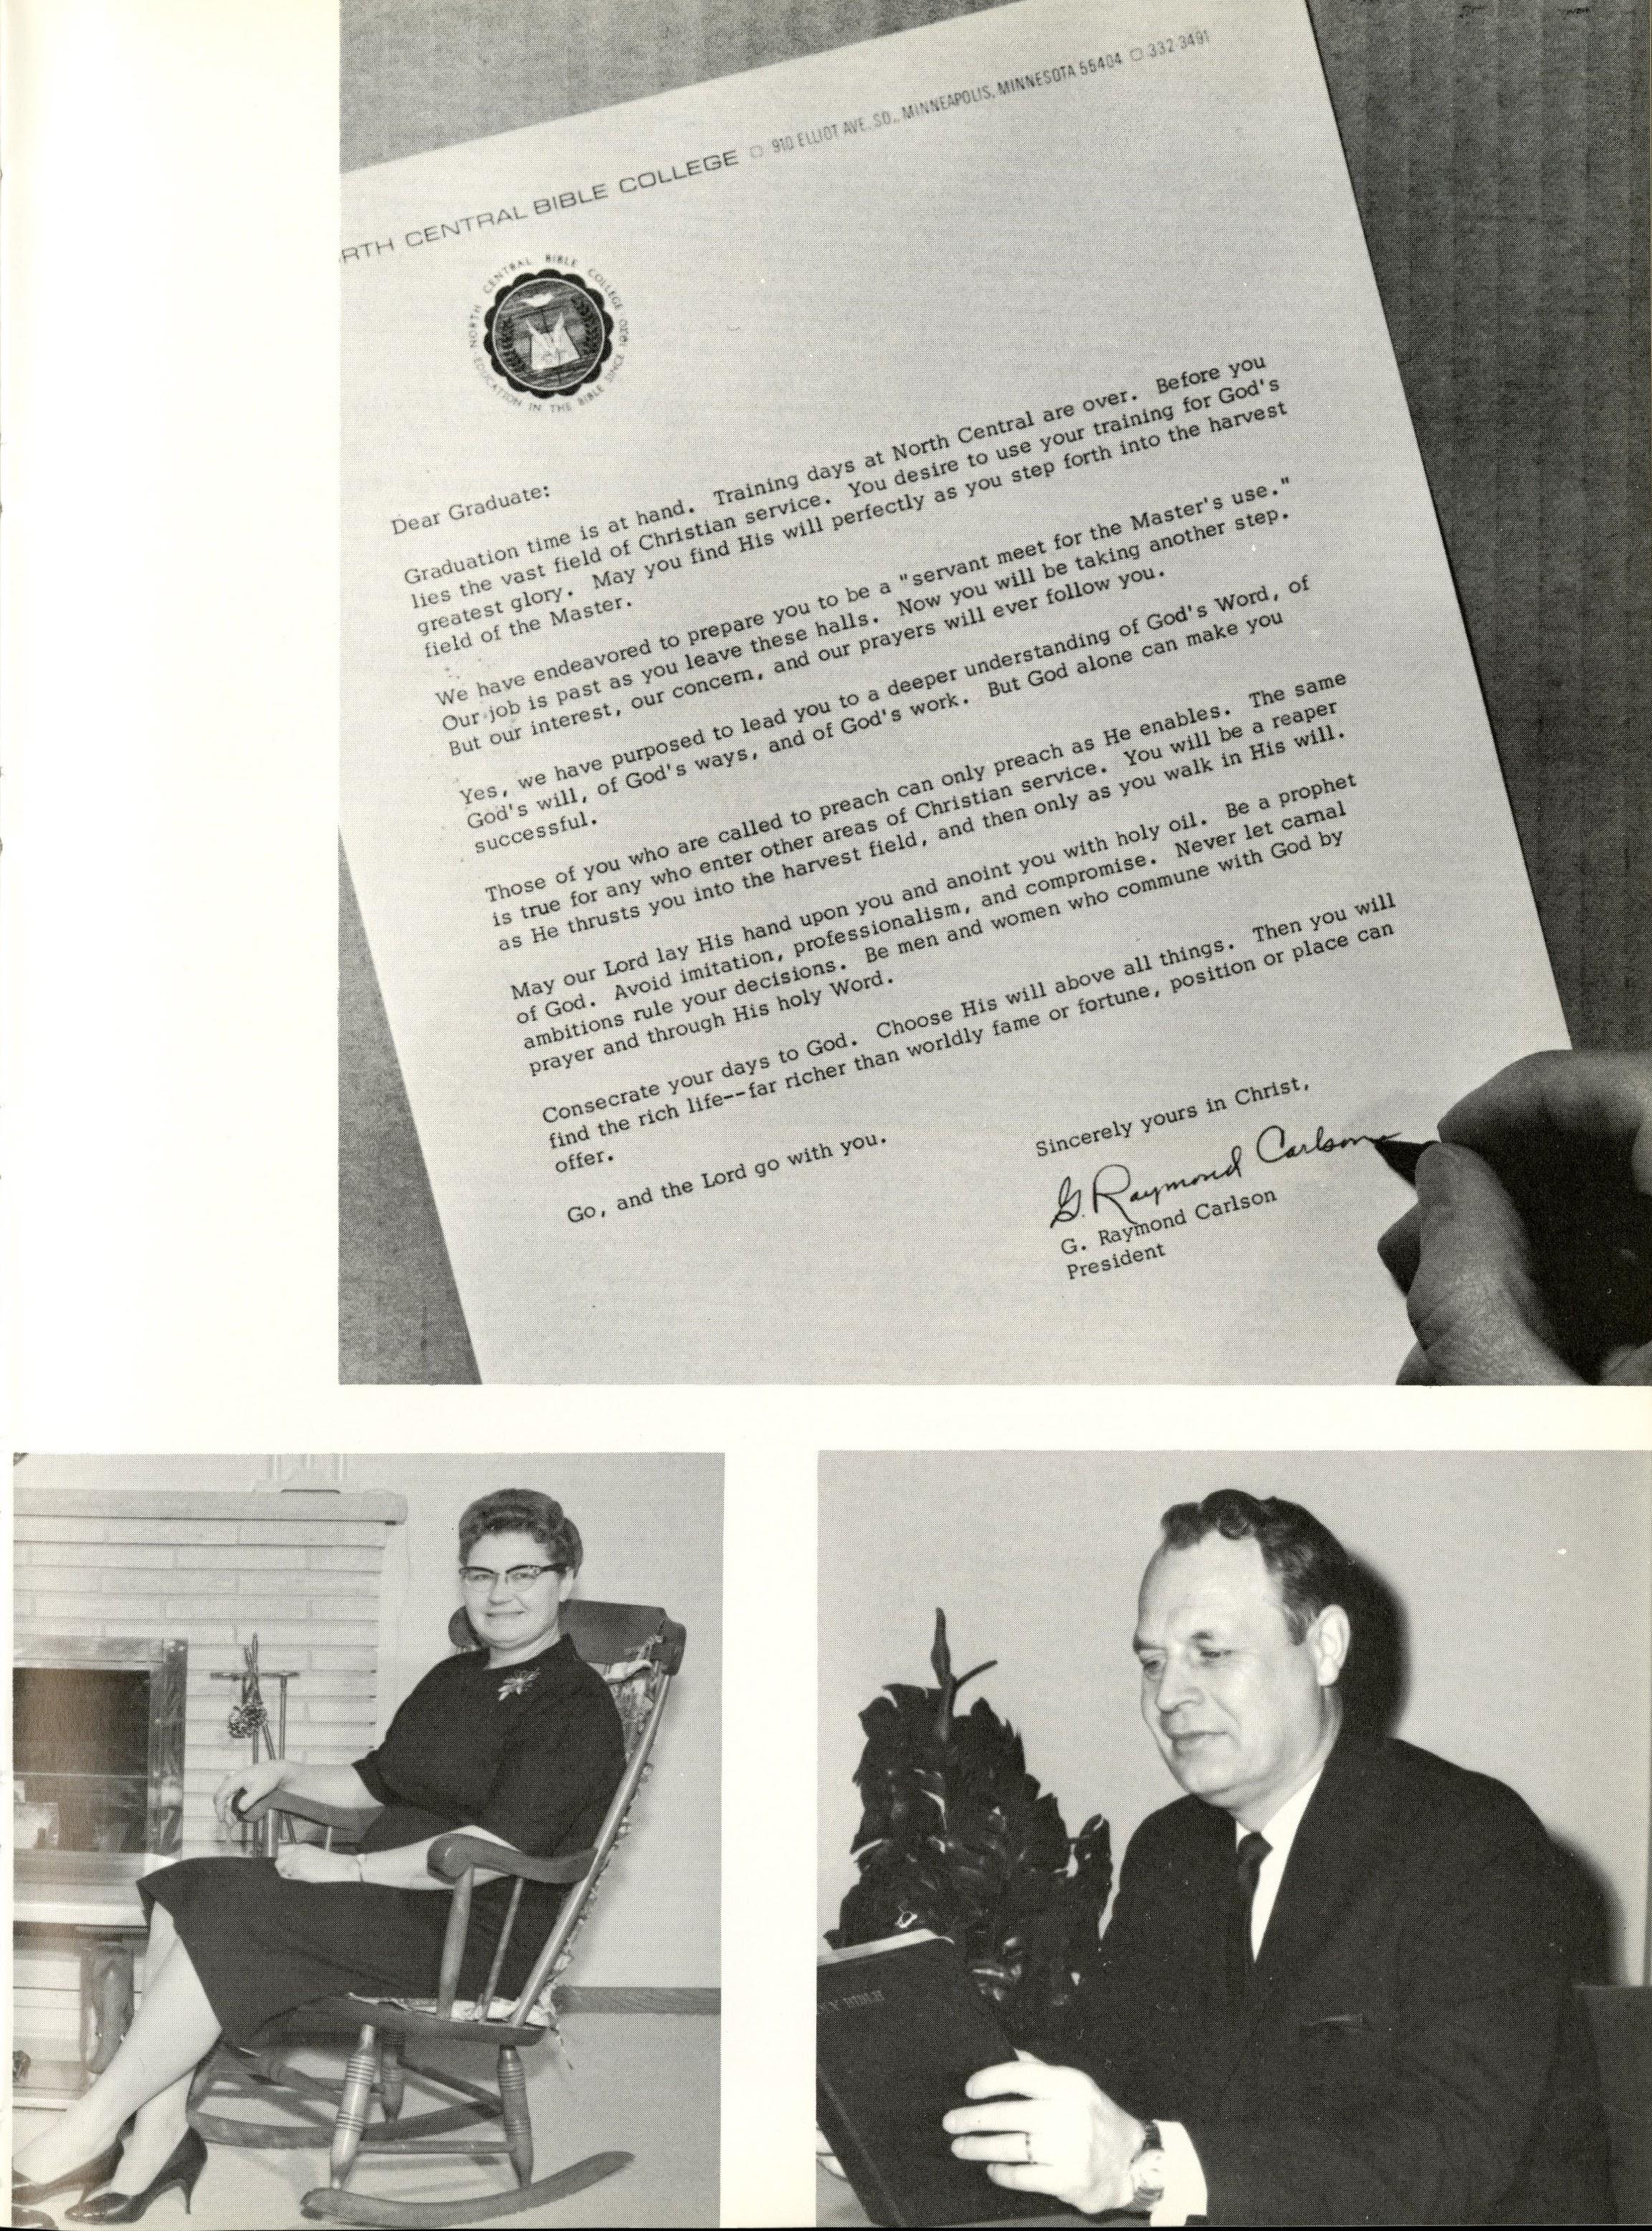 RTH CENTRAL BIBLE COLLEGE □ 910 ELLIOT AVE. SO., MINNEAPOLIS, MINNESOTA 55404 □ 332 3491
NORTH CENTRAL BIBLE COLLEGE
EDUCATION IN THE BIBLE SINCE 1930
Dear Graduate:
Graduation time is at hand. Training days at North Central are over. Before you
lies the vast field of Christian service. You desire to use your training for God's
greatest glory. May you find His will perfectly as you step forth into the harvest
field of the Master.
We have endeavored to prepare you to be a "servant meet for the Master's use."
Our job is past as you leave these halls. Now you will be taking another step.
But our interest, our concern, and our prayers will ever follow you.
Yes, we have purposed to lead you to a deeper understanding of God's Word, of
God's will, of God's ways, and of God's work. But God alone can make you
successful.
Those of you who are called to preach can only preach as He enables. The same
is true for any who enter other areas of Christian service. You will be a reaper
as He thrusts you into the harvest field, and then only as you walk in His will.
May our Lord lay His hand upon you and anoint you with holy oil. Be a prophet
of God. Avoid imitation, professionalism, and compromise. Never let carnal
ambitions rule your decisions. Be men and women who commune with God by
prayer and through His holy Word.
Consecrate your days to God. Choose His will above all things. Then you will
find the rich life--far richer than worldly fame or fortune, position or place can
offer.
Go, and the Lord go with you.
Sincerely yours in Christ,
G. Raymond Carlson
G. Raymond Carlson
President
Y BIBLE